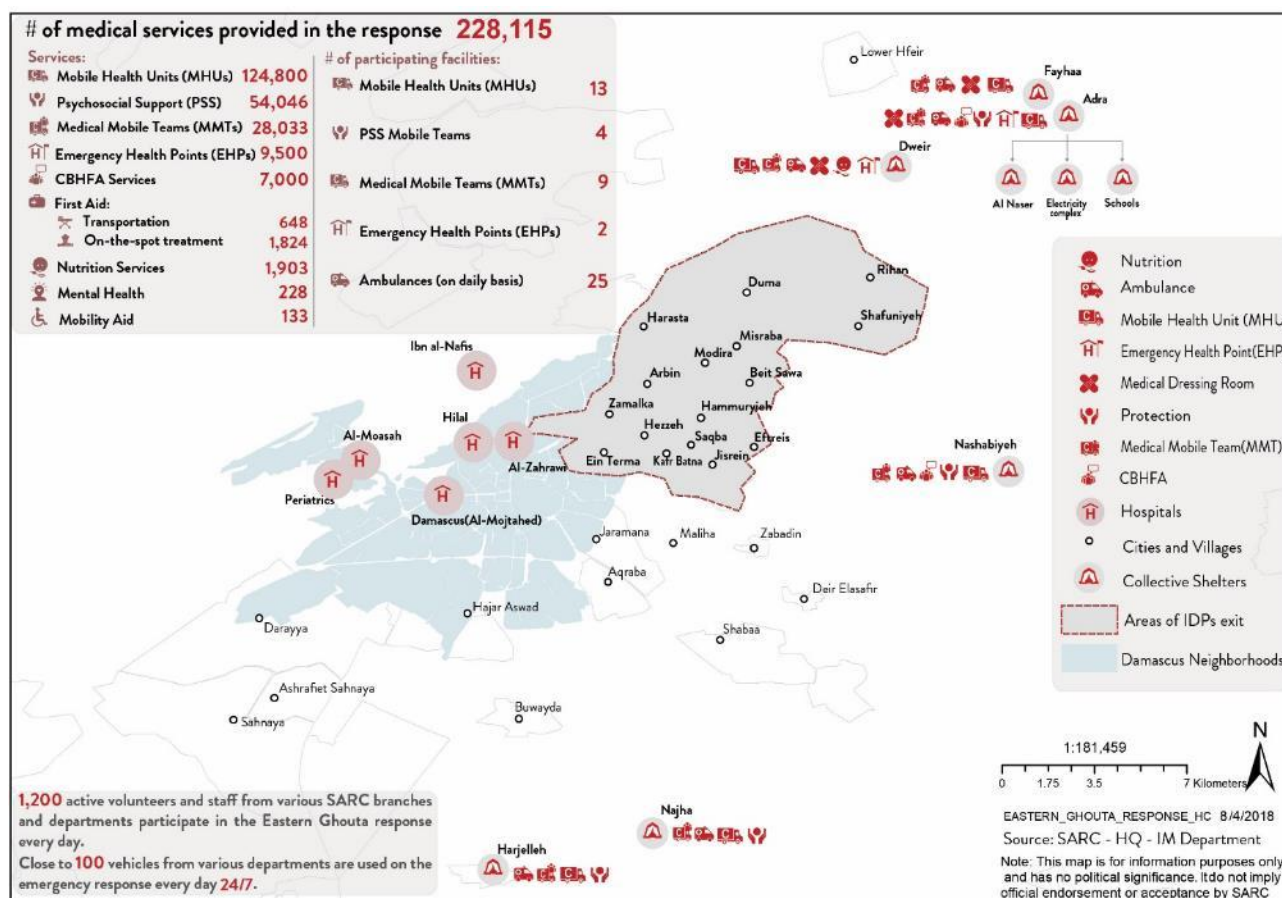 # of medical services provided in the response 228,115
Services:
Mobile Health Units (MHUs) 124,800
Psychosocial Support (PSS) 54,046
Medical Mobile Teams (MMTs) 28,033
Emergency Health Points (EHPs) 9,500
CBHFA Services 7,000
First Aid:
Transportation 648
On-the-spot treatment 1,824
Nutrition Services 1,903
Mental Health 228
Mobility Aid 133
# of participating facilities:
Mobile Health Units (MHUs) 13
PSS Mobile Teams 4
Medical Mobile Teams (MMTs) 9
Emergency Health Points (EHPs) 2
Ambulances (on daily basis) 25
Lower Hfeir
Fayhaa
Adra
Dweir
Al Naser
Electricity
complex
Schools
Rihan
Duma
Shafuniyeh
Harasta
Misraba
Modira
Arbin
Beit Sawa
Zamalka
Hammuryieh
Hezzeh
Saqba
Eftreis
Ein Terma
Kafr Batna
Jisrein
Ibn al-Nafis
Hilal
Al-Moasah
Al-Zahrawi
Periatrics
Damascus(Al-Mojtahed)
Nashabiyeh
Jaramana
Maliha
Zabadin
Aqraba
Deir Elasafir
Hajar Aswad
Darayya
Shabaa
Ashrafiet Sahnaya
Sahnaya
Buwayda
Najha
Harjelleh
Nutrition
Ambulance
Mobile Health Unit (MHU
Emergency Health Point(EHP
Medical Dressing Room
Protection
Medical Mobile Team(MMT)
CBHFA
Hospitals
Cities and Villages
Collective Shelters
Areas of IDPs exit
Damascus Neighborhoods
1,200 active volunteers and staff from various SARC branches
and departments participate in the Eastern Ghouta response
every day.
Close to 100 vehicles from various departments are used on the
emergency response every day 24/7.
N
1:181,459
0 1.75 3.5 7 Kilometers
EASTERN_GHOUTA_RESPONSE_HC 8/4/2018
Source: SARC - HQ - IM Department
Note: This map is for information purposes only
and has no political significance. Itdo not imply
official endorsement or acceptance by SARC